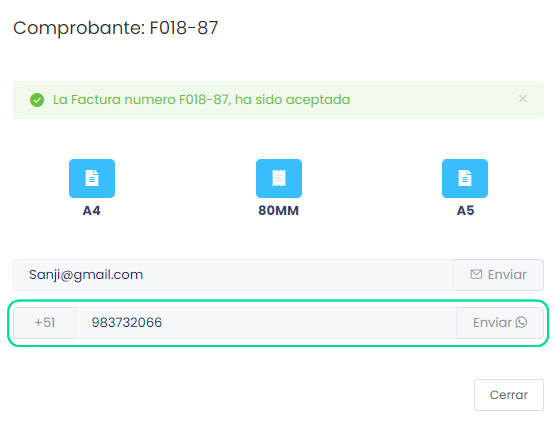 Comprobante: F018-87
La Factura numero F018-87, ha sido aceptada
A4 80MM A5
Sanji@gmail.com Enviar
+51 983732066 Enviar
Cerrar